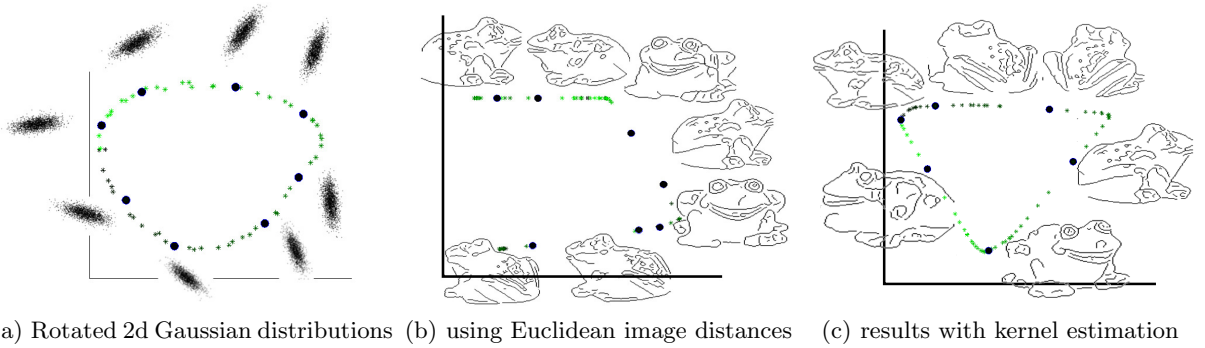 a) Rotated 2d Gaussian distributions
(b) using Euclidean image distances
(c) results with kernel estimation